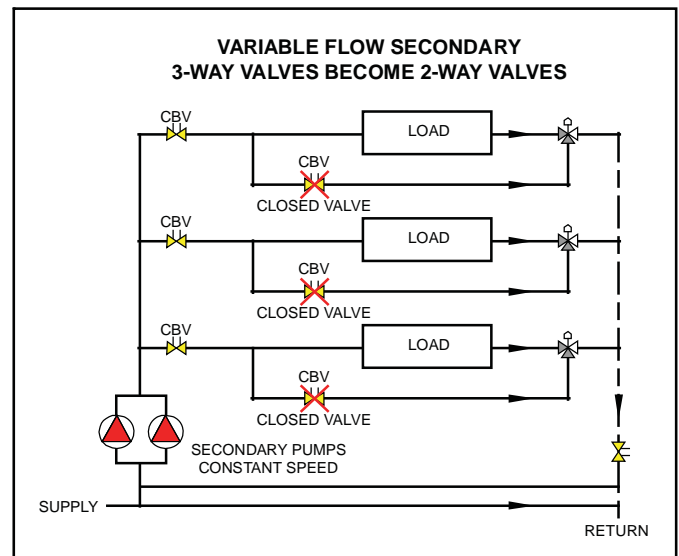 VARIABLE FLOW SECONDARY
3-WAY VALVES BECOME 2-WAY VALVES
CBV
LOAD
CBV
CLOSED VALVE
CBV
LOAD
CBV
CLOSED VALVE
CBV
LOAD
CBV
CLOSED VALVE
SECONDARY PUMPS
CONSTANT SPEED
SUPPLY
RETURN